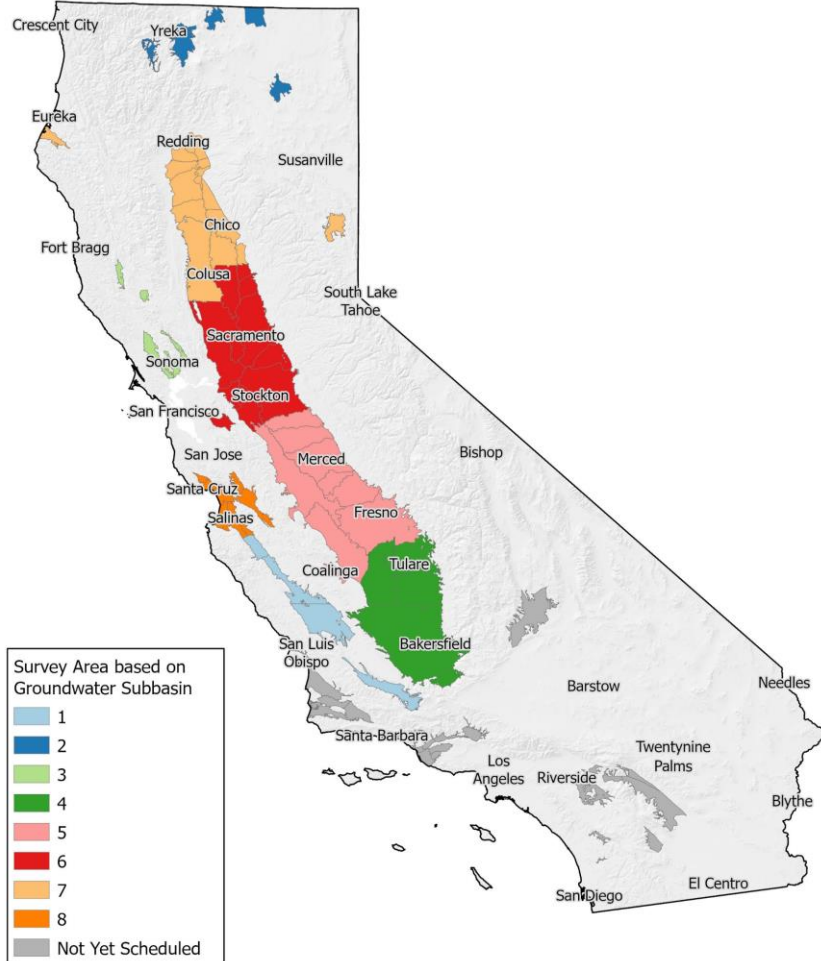 Crescent City
Yreka
Eureka
Redding
Susanville
Chico
Fort Bragg
Colusa
South Lake
Tahoe
Sacramento
Sonoma
Stockton
San Francisco
Merced
Bishop
San Jose
Santa Cruz
Fresno
Salinas
Coalinga
Tulare
San Luis
Obispo
Bakersfield
Barstow
Needles
Santa-Barbara
Twentynine
Palms
Los
Angeles
Riverside
Blythe
San Diego
El Centro
Survey Area based on
Groundwater Subbasin
1
2
3
4
5
6
7
8
Not Yet Scheduled